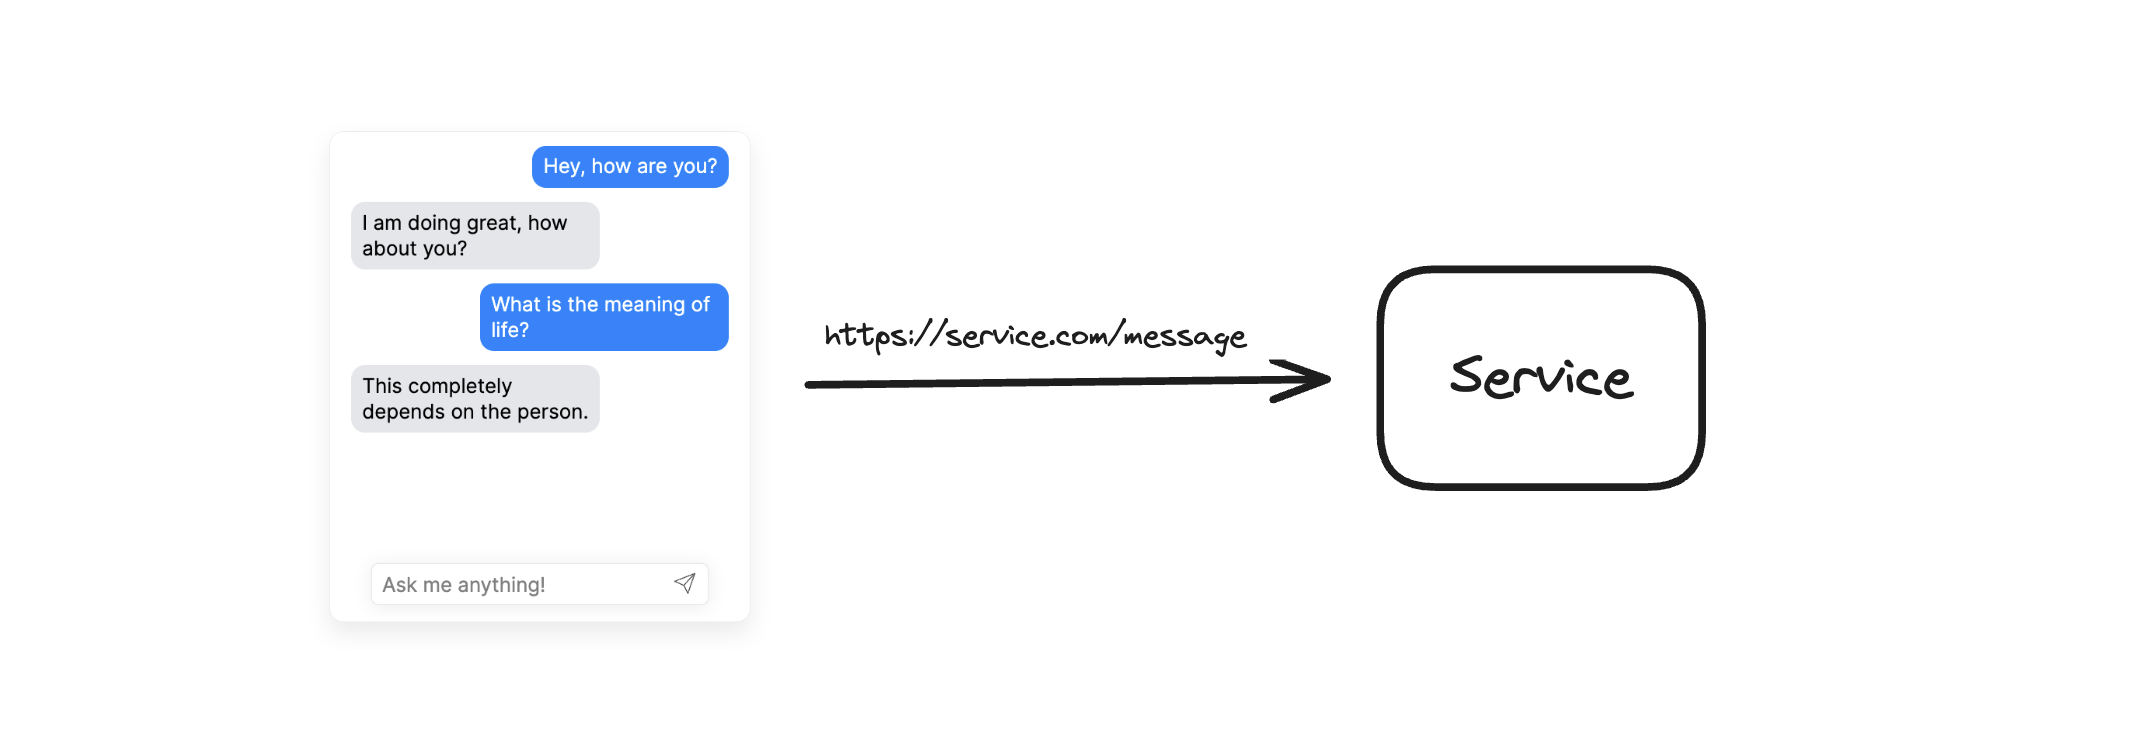 Hey, how are you?
I am doing great, how
about you?
What is the meaning of
life?
This completely
depends on the person.
Ask me anything!
https://service.com/message
Service